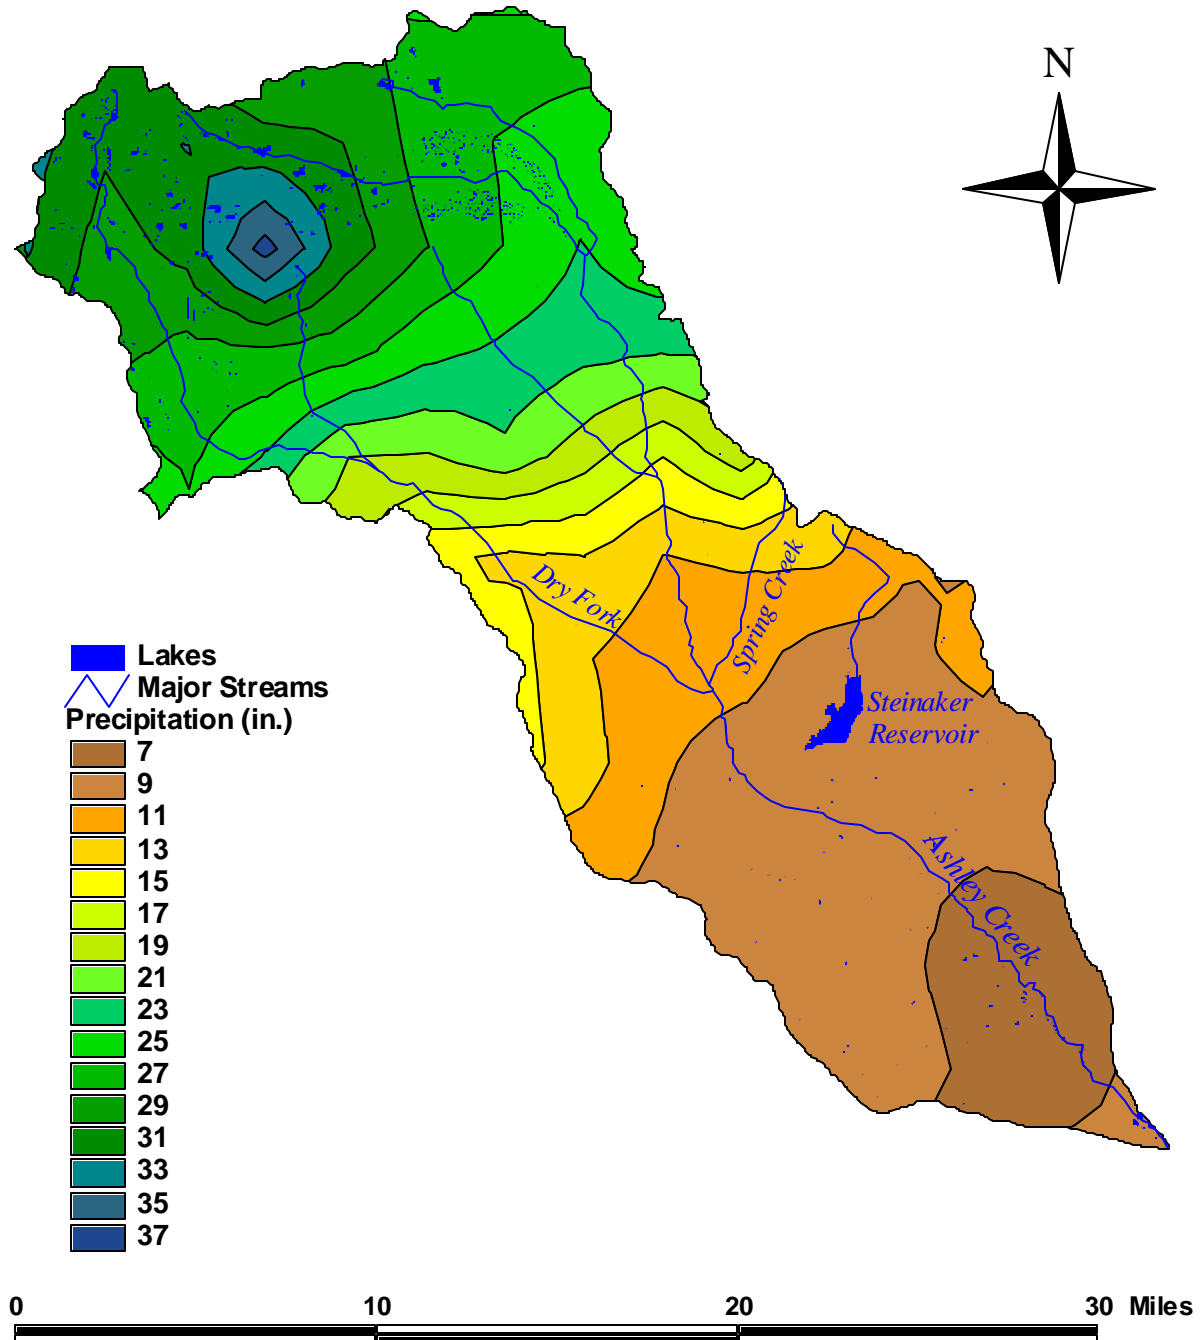 N
Dry Fork
Spring Creek
Lakes
Major Streams
Precipitation (in.)
Steinaker
Reservoir
7
9
11
13
15
17
19
21
23
25
27
29
31
33
35
37
Ashley Creek
0 10 20 30 Miles